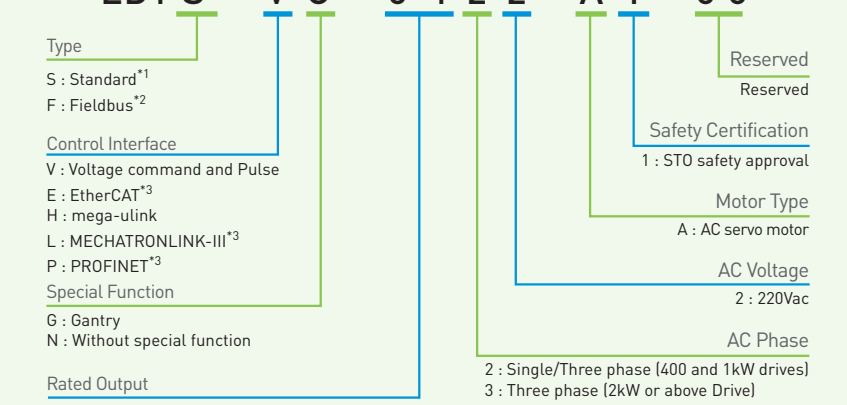 Type
S : Standard*1
F : Fieldbus*2
Control Interface
V : Voltage command and Pulse
E : EtherCAT*3
H : mega-ulink
L : MECHATRONLINK-III*3
P : PROFINET*3
Special Function
G : Gantry
N : Without special function
Rated Output
Reserved
Reserved
Safety Certification
1 : STO safety approval
Motor Type
A : AC servo motor
AC Voltage
2 : 220Vac
AC Phase
2 : Single/Three phase (400 and 1kW drives)
3 : Three phase (2kW or above Drive)